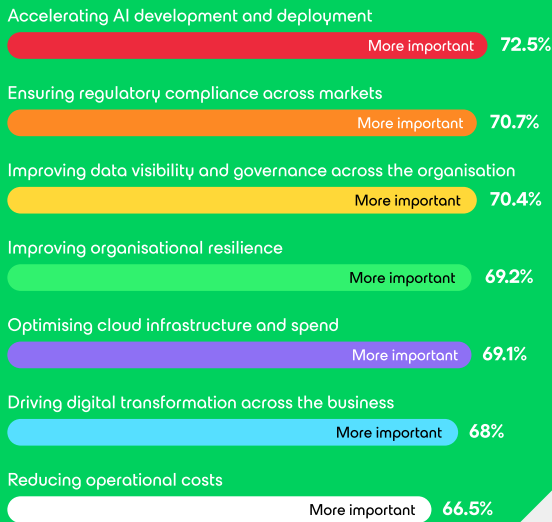 Accelerating AI development and deployment
More important 72.5%
Ensuring regulatory compliance across markets
More important 70.7%
Improving data visibility and governance across the organisation
More important 70.4%
Improving organisational resilience
More important 69.2%
Optimising cloud infrastructure and spend
More important 69.1%
Driving digital transformation across the business
More important 68%
Reducing operational costs
More important 66.5%